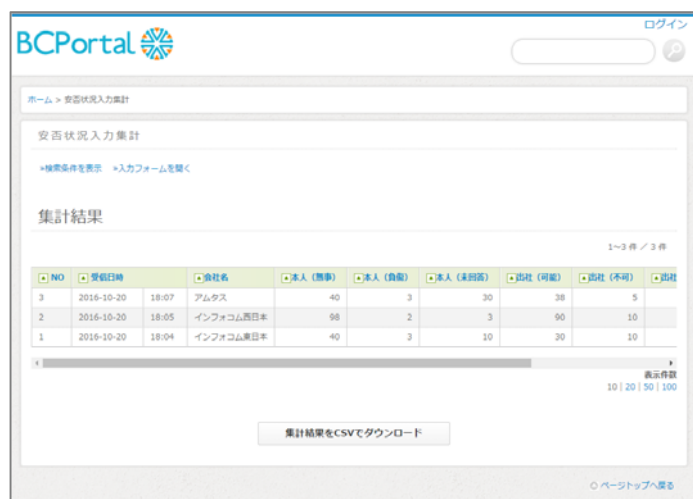 ログイン
BCPortal
ホーム > 安否状況入力集計
安否状況入力集計
»検索条件を表示 »入力フォームを開く
集計結果
1～3 件 / 3 件
NO 受信日時 会社名 本人（無事） 本人（負傷） 本人（未回答） 出社（可能） 出社（不可） 出社
3 2016-10-20 18:07 アムタス 40 3 30 38 5
2 2016-10-20 18:05 インフォコム西日本 98 2 3 90 10
1 2016-10-20 18:04 インフォコム東日本 40 3 10 30 10
表示件数
10 | 20 | 50 | 100
集計結果をCSVでダウンロード
ページトップへ戻る